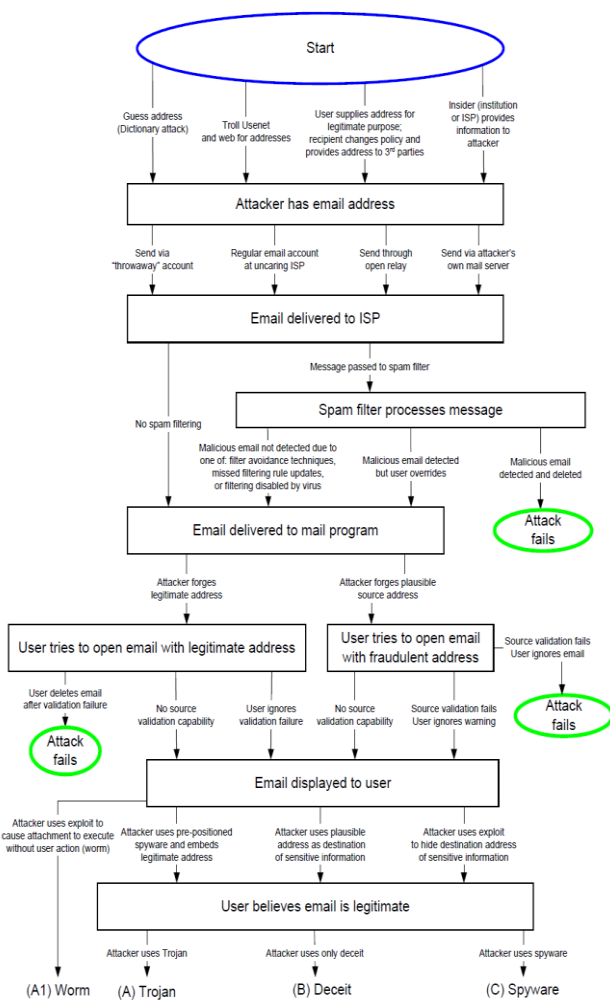 Start
Guess address
(Dictionary attack)
Troll Usenet
and web for addresses
User supplies address for
legitimate purpose;
recipient changes policy and
provides address to 3rd parties
Insider (institution
or ISP) provides
information to
attacker
Attacker has email address
Send via
"throwaway" account
Regular email account
at uncaring ISP
Send through
open relay
Send via attacker's
own mail server
Email delivered to ISP
Message passed to spam filter
No spam filtering
Spam filter processes message
Malicious email not detected due to
one of: filter avoidance techniques,
missed filtering rule updates,
or filtering disabled by virus
Malicious email detected
but user overrides
Malicious email
detected and deleted
Attack
fails
Email delivered to mail program
Attacker forges
legitimate address
Attacker forges plausible
source address
User tries to open email with legitimate address
User tries to open email
with fraudulent address
Source validation fails
User ignores email
Attack
fails
User deletes email
after validation failure
Attack
fails
No source
validation capability
User ignores
validation failure
No source
validation capability
Source validation fails
User ignores warning
Email displayed to user
Attacker uses exploit to
cause attachment to execute
without user action (worm)
Attacker uses pre-positioned
spyware and embeds
legitimate address
Attacker uses plausible
address as destination
of sensitive information
Attacker uses exploit
to hide destination address
of sensitive information
User believes email is legitimate
Attacker uses Trojan
Attacker uses only deceit
Attacker uses spyware
(A1) Worm
(A) Trojan
(B) Deceit
(C) Spyware